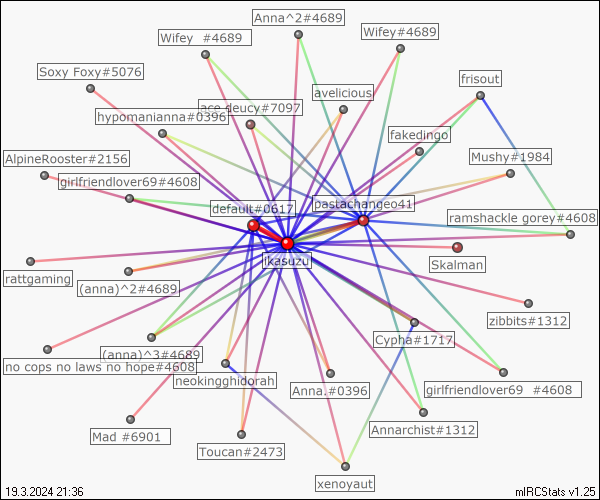 Anna^2#4689
Wifey  #4689
Wifey#4689
Soxy Foxy#5076
frisout
avelicious
ace deucy#7097
hypomanianna#0396
fakedingo
AlpineRooster#2156
Mushy#1984
girlfriendlover69#4608
default#0617
pastachangeo41
ramshackle gorey#4608
ikasuzu
Skalman
rattgaming
(anna)^2#4689
zibbits#1312
Cypha#1717
(anna)^3#4689
no cops no laws no hope#4608
neokingghidorah
Anna.#0396
girlfriendlover69  #4608
Annarchist#1312
Mad #6901
Toucan#2473
xenoyaut
19.3.2024 21:36
mIRCStats v1.25